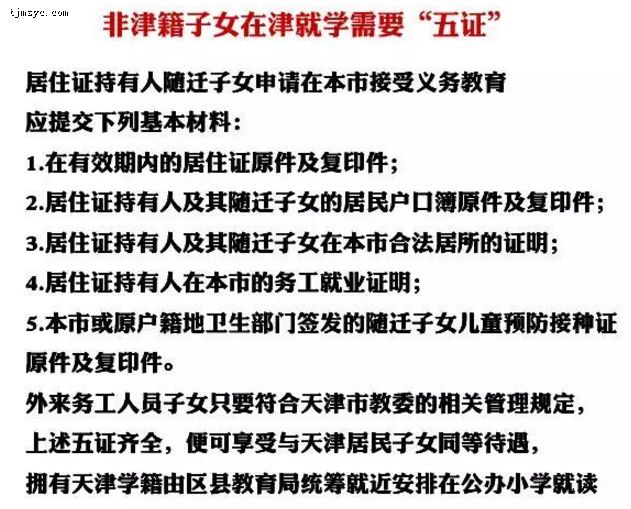 tjmsyc.com
非津籍子女在津就学需要“五证”
居住证持有人随迁子女申请在本市接受义务教育
应提交下列基本材料：
1.在有效期内的居住证原件及复印件；
2.居住证持有人及其随迁子女的居民户口簿原件及复印件；
3.居住证持有人及其随迁子女在本市合法居所的证明；
4.居住证持有人在本市的务工就业证明；
5.本市或原户籍地卫生部门签发的随迁子女儿童预防接种证
原件及复印件。
外来务工人员子女只要符合天津市教委的相关管理规定，
上述五证齐全，便可享受与天津居民子女同等待遇，
拥有天津学籍由区县教育局统筹就近安排在公办小学就读